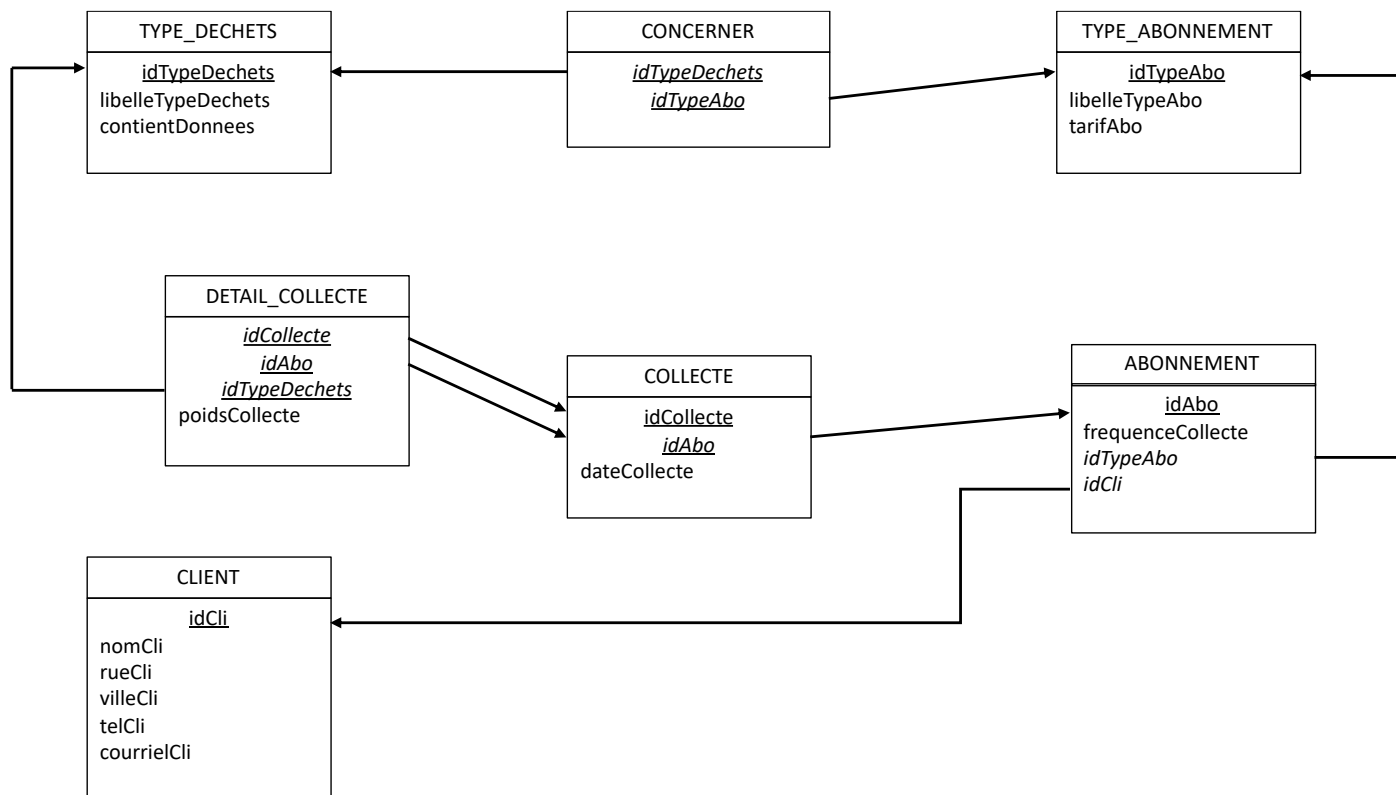 TYPE_DECHETS
idTypeDechets
libelleTypeDechets
contientDonnees
CONCERNER
idTypeDechets
idTypeAbo
TYPE_ABONNEMENT
idTypeAbo
libelleTypeAbo
tarifAbo
DETAIL_COLLECTE
idCollecte
idAbo
idTypeDechets
poidsCollecte
COLLECTE
idCollecte
idAbo
dateCollecte
ABONNEMENT
idAbo
frequenceCollecte
idTypeAbo
idCli
CLIENT
idCli
nomCli
rueCli
villeCli
telCli
courrielCli